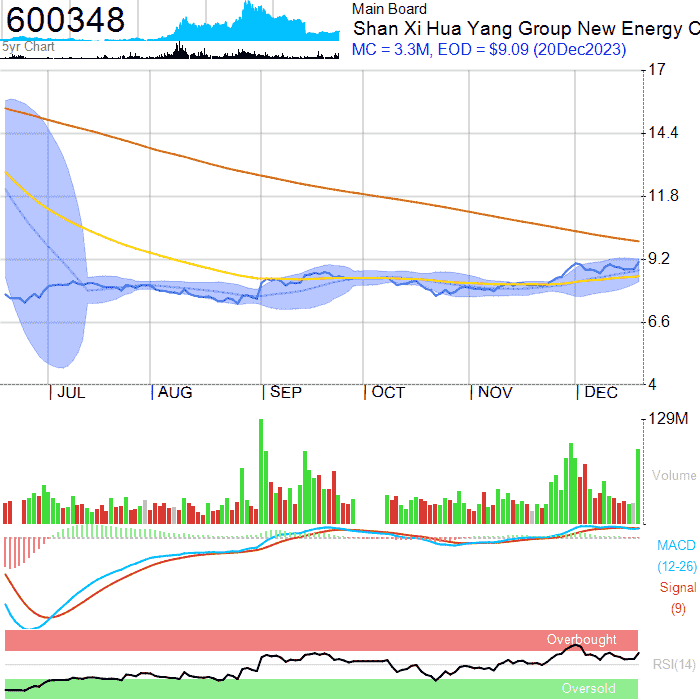 600348
5yr Chart
Main Board
Shan Xi Hua Yang Group New Energy C
MC = 3.3M, EOD = $9.09 (20Dec2023)
17
14.4
11.8
9.2
6.6
4
JUL AUG SEP OCT NOV DEC
129M
Volume
MACD
(12-26)
Signal
(9)
Overbought
RSI(14)
Oversold